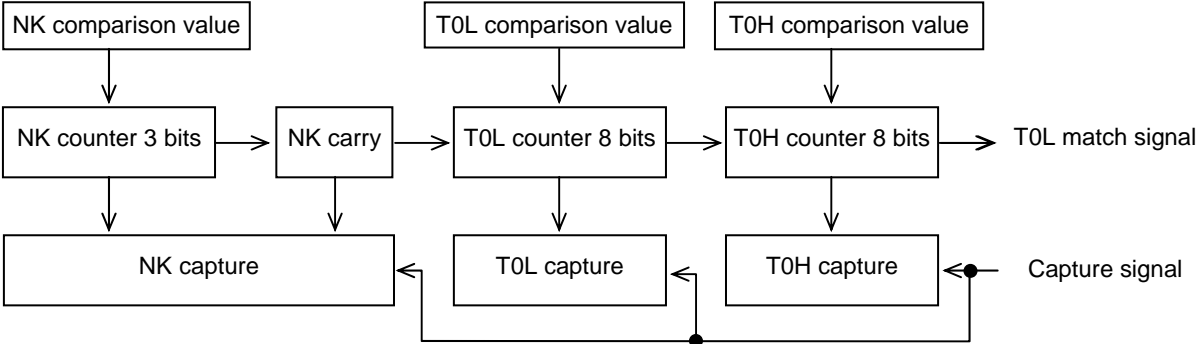 NK comparison value
T0L comparison value
T0H comparison value
NK counter 3 bits
NK carry
T0L counter 8 bits
T0H counter 8 bits
T0L match signal
NK capture
T0L capture
T0H capture
Capture signal